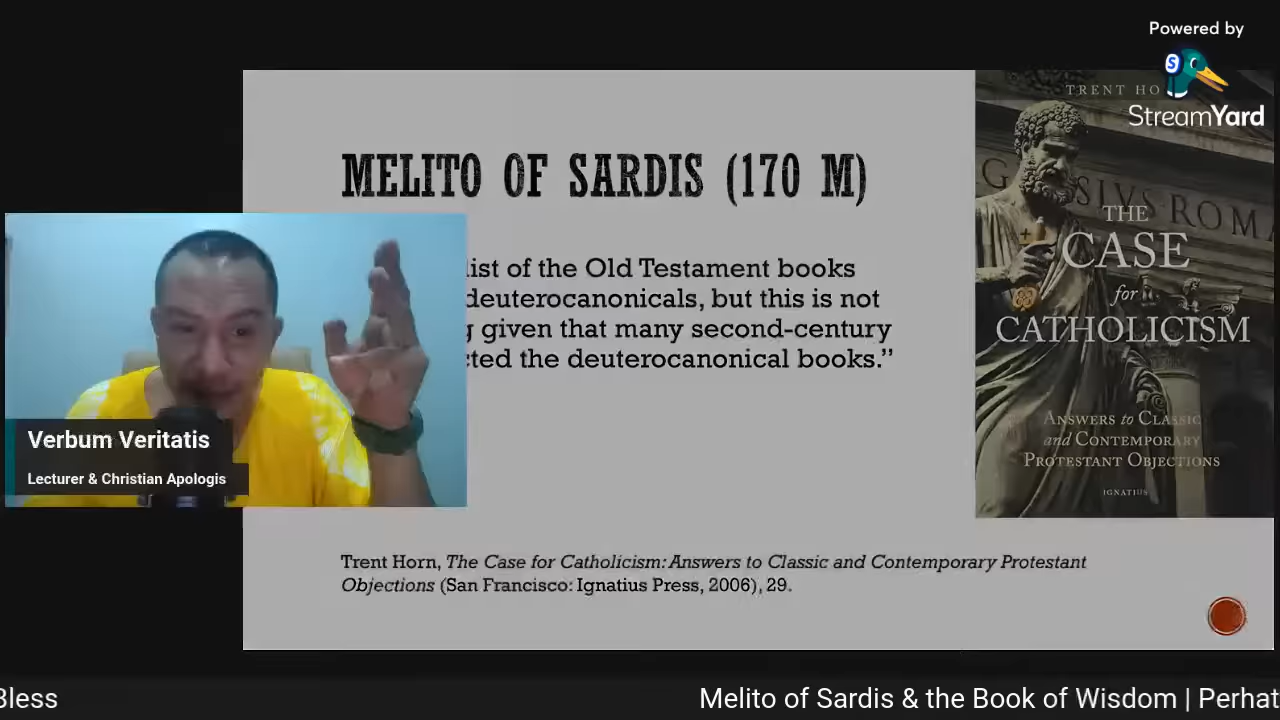 Powered by
StreamYard
MELITO OF SARDIS (170 M)
list of the Old Testament books
deuterocanonicals, but this is not
given that many second-century
the deuterocanonical books.”
TRENT HO
THE
CASE
for
CATHOLICISM
ANSWERS to CLASSIC
and CONTEMPORARY
PROTESTANT OBJECTIONS
IGNATIUS
Verbum Veritatis
Lecturer & Christian Apologis
Trent Horn, The Case for Catholicism: Answers to Classic and Contemporary Protestant
Objections (San Francisco: Ignatius Press, 2006), 29.
Bless
Melito of Sardis & the Book of Wisdom | Perhat